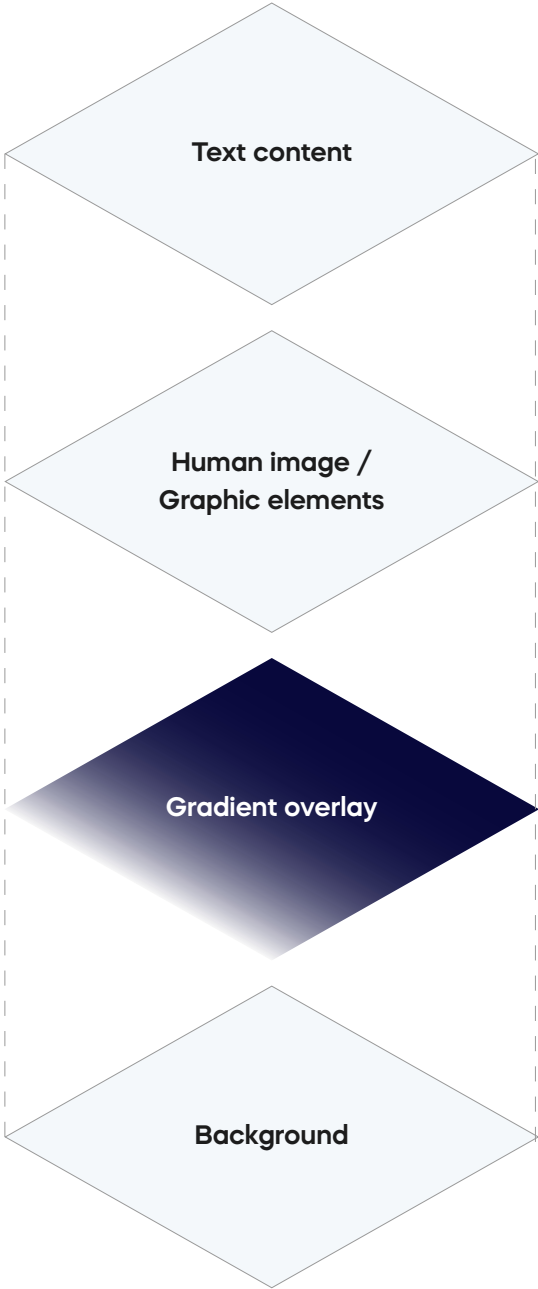 Text content
Human image /
Graphic elements
Gradient overlay
Background